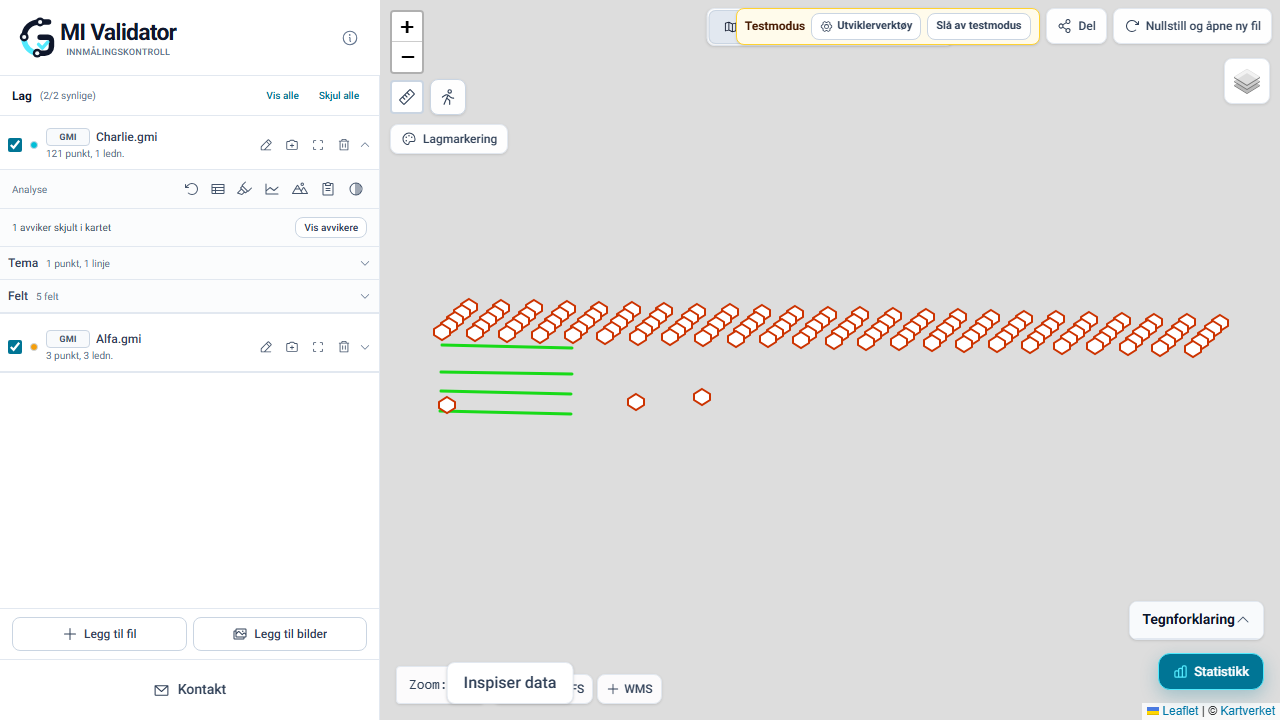 MI Validator
INNMÅLINGSKONTROLL
Lag (2/2 synlige) Vis alle Skjul alle
GMI Charlie.gmi
121 punkt, 1 ledn.
Analyse
1 avviker skjult i kartet Vis avvikere
Tema 1 punkt, 1 linje
Felt 5 felt
GMI Alfa.gmi
3 punkt, 3 ledn.
Legg til fil Legg til bilder
Kontakt
+
−
Lagmarkering
Testmodus Utviklerverktøy Slå av testmodus Del Nullstill og åpne ny fil
Tegnforklaring
Statistikk
Zoom: Inspiser data FS WMS
Leaflet | © Kartverket